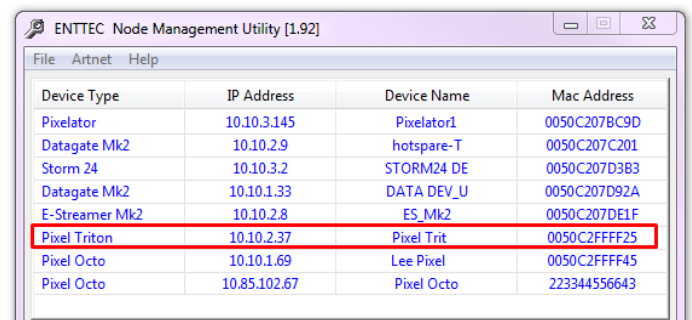 ENTTEC Node Management Utility [1.92]
File Artnet Help
Device Type IP Address Device Name Mac Address
Pixelator 10.10.3.145 Pixelator1 0050C207BC9D
Datagate Mk2 10.10.2.9 hotspare-T 0050C207C201
Storm 24 10.10.3.2 STORM24 DE 0050C207D3B3
Datagate Mk2 10.10.1.33 DATA DEV_U 0050C207D92A
E-Streamer Mk2 10.10.2.8 ES_Mk2 0050C207DE1F
Pixel Triton 10.10.2.37 Pixel Trit 0050C2FFFF25
Pixel Octo 10.10.1.69 Lee Pixel 0050C2FFFF45
Pixel Octo 10.85.102.67 Pixel Octo 223344556643